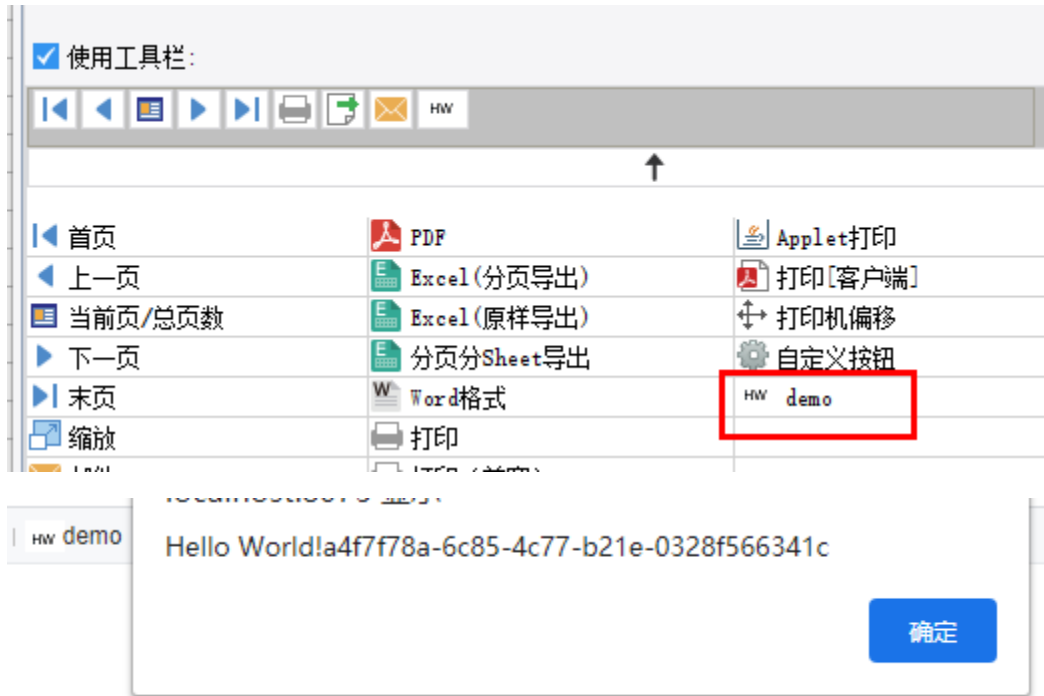 使用工具栏:
HW
首页 PDF Applet打印
上一页 Excel(分页导出) 打印[客户端]
当前页/总页数 Excel(原样导出) 打印机偏移
下一页 分页分Sheet导出 自定义按钮
末页 Word格式 HW demo
缩放 打印
HW demo
Hello World!a4f7f78a-6c85-4c77-b21e-0328f566341c
确定